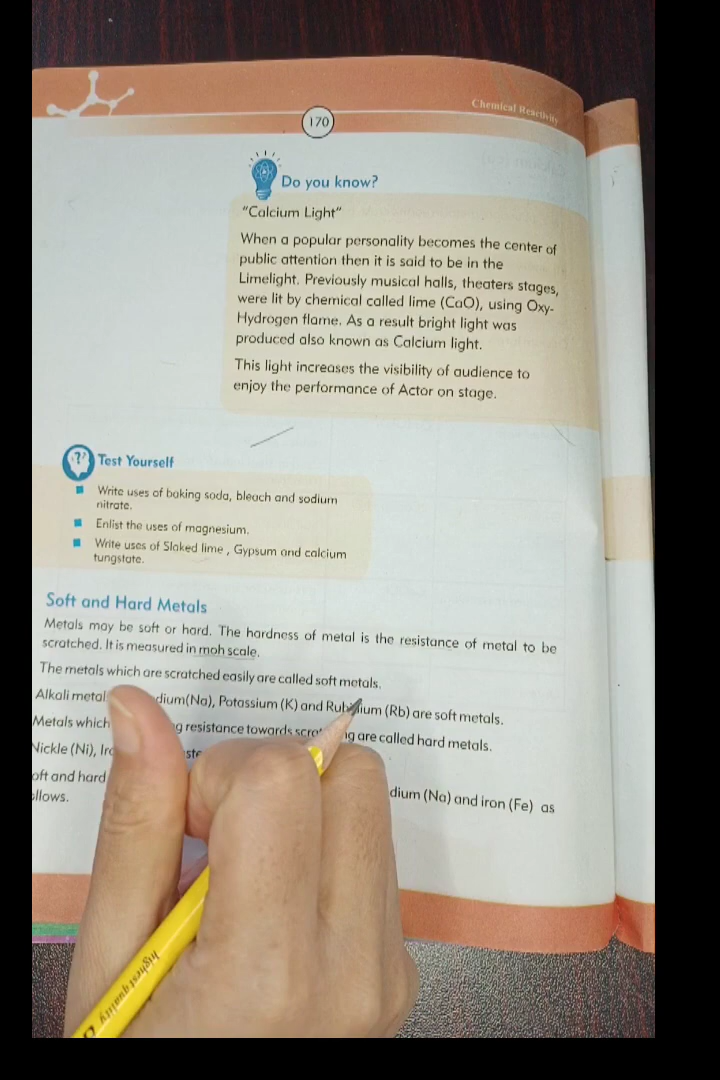 Chemical Reactivity
170
Do you know?
"Calcium Light"
When a popular personality becomes the center of
public attention then it is said to be in the
Limelight. Previously musical halls, theaters stages,
were lit by chemical called lime (CaO), using Oxy-
Hydrogen flame. As a result bright light was
produced also known as Calcium light.
This light increases the visibility of audience to
enjoy the performance of Actor on stage.
Test Yourself
Write uses of baking soda, bleach and sodium
nitrate.
Enlist the uses of magnesium.
Write uses of Slaked lime , Gypsum and calcium
tungstate.
Soft and Hard Metals
Metals may be soft or hard. The hardness of metal is the resistance of metal to be
scratched. It is measured in moh scale.
The metals which are scratched easily are called soft metals.
Alkali metal dium(Na), Potassium (K) and Rubidium (Rb) are soft metals.
Metals which resistance towards are called hard metals.
Nickle (Ni),
oft and hard dium (Na) and iron (Fe) as
llows.
highest quality